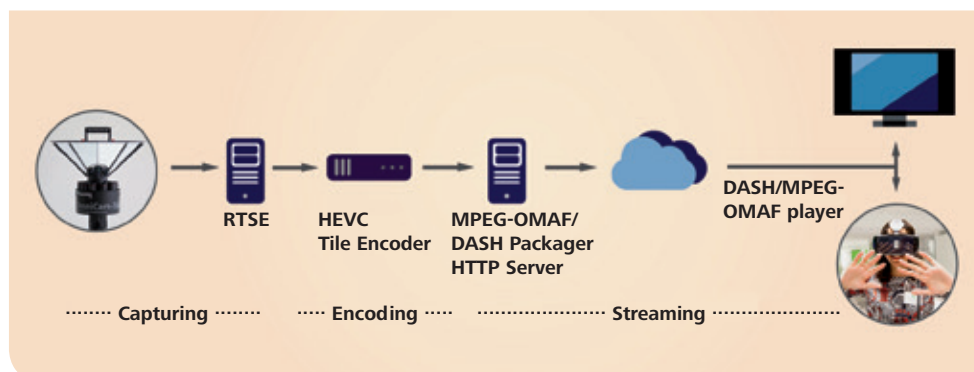 RTSE
HEVC
Tile Encoder
MPEG-OMAF/
DASH Packager
HTTP Server
DASH/MPEG-
OMAF player
Capturing
Encoding
Streaming